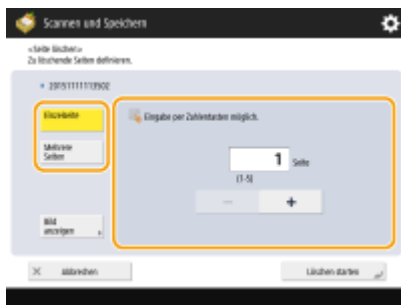 Scannen und Speichern
<Seite löschen>
Zu löschende Seiten definieren.
20151111113502
Einzelseite
Eingabe per Zahlentasten möglich.
Mehrere
Seiten
1 Seite
(1-5)
− +
Bild
anzeigen
× abbrechen
Löschen starten